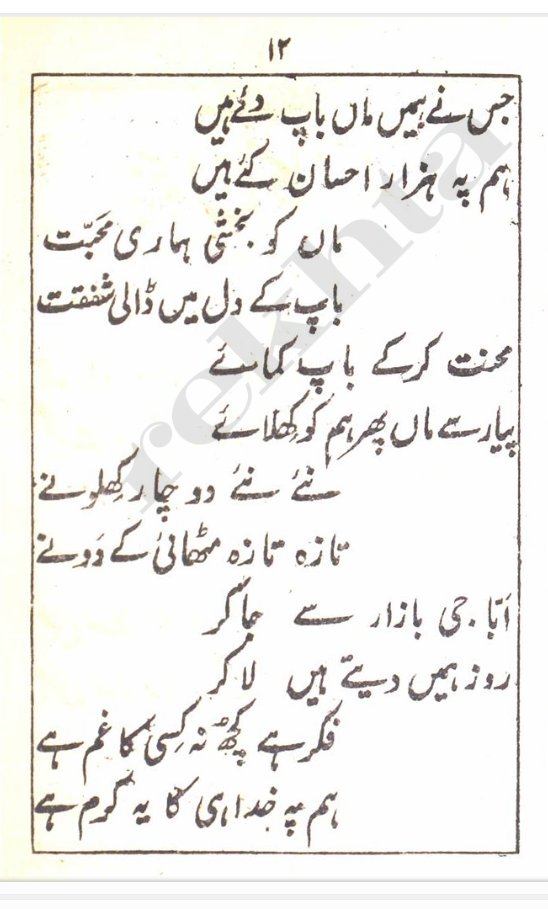 ۱۲
جس نے ہمیں ماں باپ دئے ہیں
ہم پہ ہزار احسان کئے ہیں
ماں کو بخشی ہماری محبّت
باپ کے دل میں ڈالی شفقت
محنت کرکے باپ کمائے
پیار سے ماں پھر ہم کو کھلائے
نئے نئے دو چار کھلونے
تازہ تازہ مٹھائی کے دَونے
ابّا جی بازار سے جاکر
روز ہمیں دیتے ہیں لاکر
فکر ہے کچھ نہ کسی کا غم ہے
ہم پہ خدا ہی کا یہ کرم ہے
rekhta